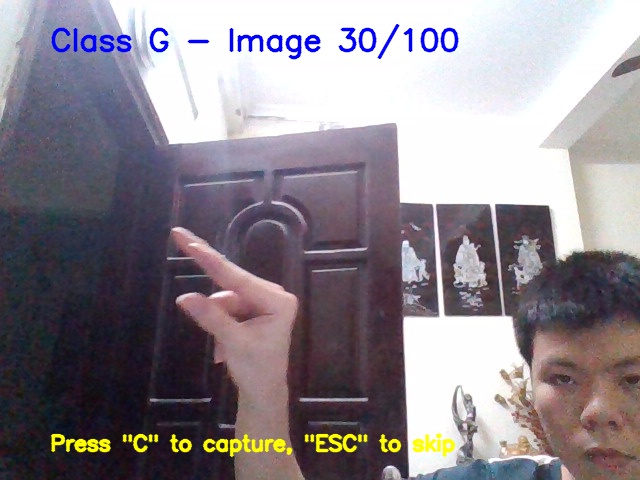 Class G - Image 30/100
Press "C" to capture, "ESC" to skip